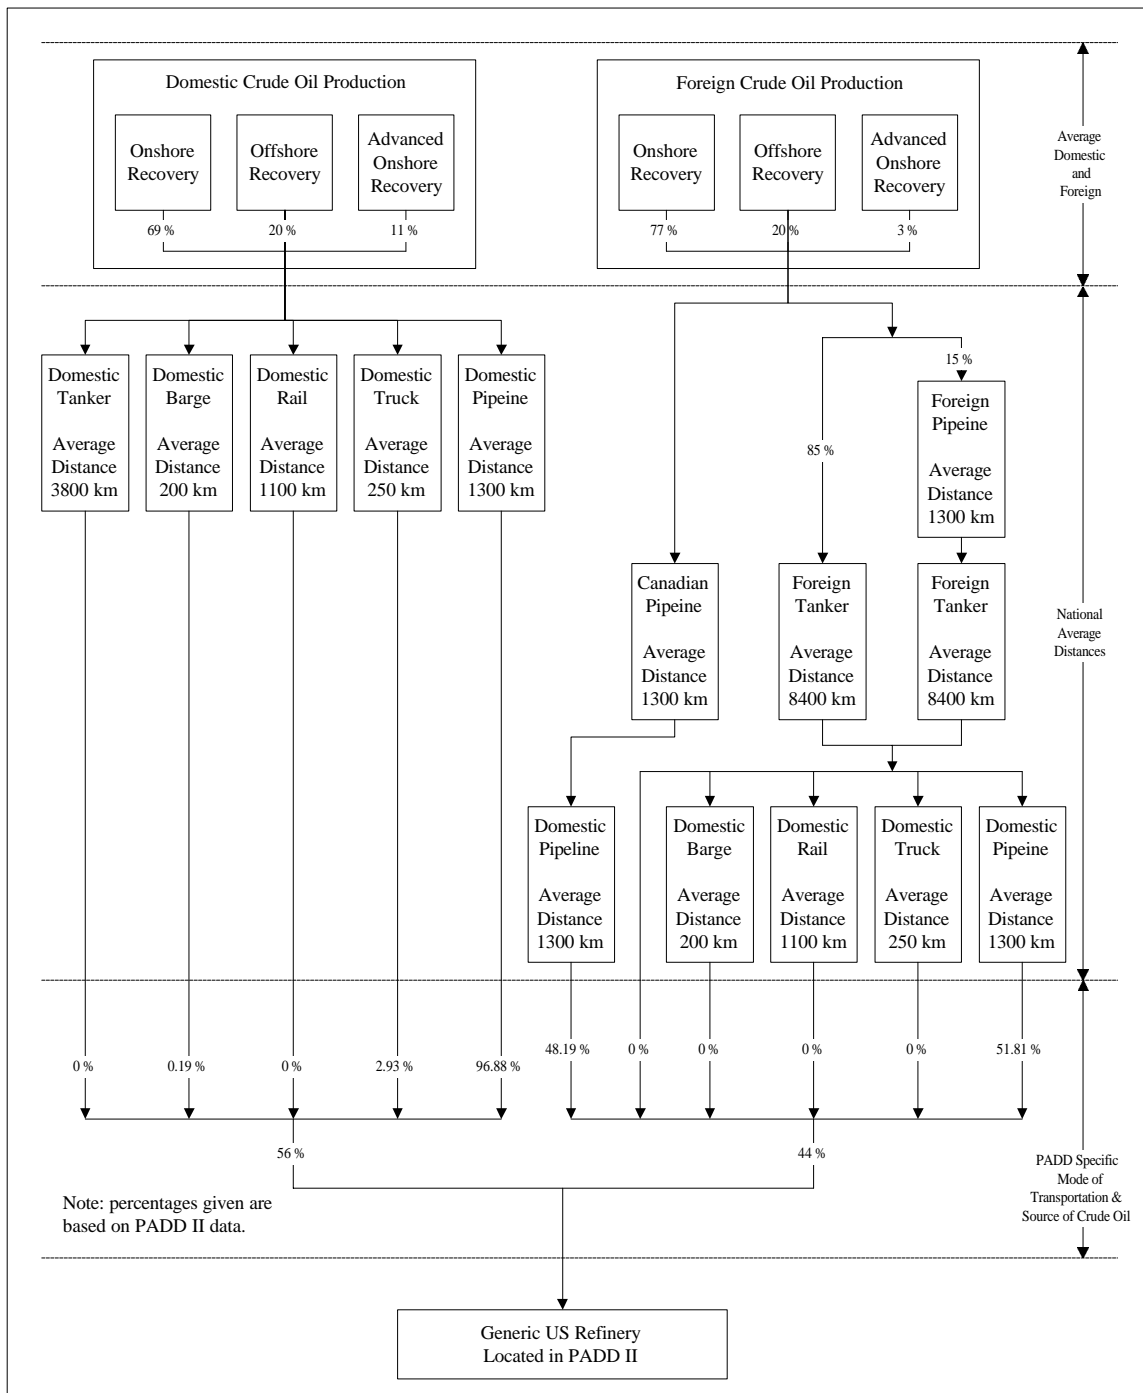 Domestic Crude Oil Production
Onshore
Recovery
Offshore
Recovery
Advanced
Onshore
Recovery
69 %
20 %
11 %
Foreign Crude Oil Production
Onshore
Recovery
Offshore
Recovery
Advanced
Onshore
Recovery
77 %
20 %
3 %
Average
Domestic
and
Foreign
Domestic
Tanker
Average
Distance
3800 km
Domestic
Barge
Average
Distance
200 km
Domestic
Rail
Average
Distance
1100 km
Domestic
Truck
Average
Distance
250 km
Domestic
Pipeine
Average
Distance
1300 km
85 %
15 %
Foreign
Pipeine
Average
Distance
1300 km
Canadian
Pipeine
Average
Distance
1300 km
Foreign
Tanker
Average
Distance
8400 km
Foreign
Tanker
Average
Distance
8400 km
National
Average
Distances
Domestic
Pipeline
Average
Distance
1300 km
Domestic
Barge
Average
Distance
200 km
Domestic
Rail
Average
Distance
1100 km
Domestic
Truck
Average
Distance
250 km
Domestic
Pipeine
Average
Distance
1300 km
0 %
0.19 %
0 %
2.93 %
96.88 %
48.19 %
0 %
0 %
0 %
0 %
51.81 %
56 %
44 %
PADD Specific
Mode of
Transportation &
Source of Crude Oil
Note: percentages given are
based on PADD II data.
Generic US Refinery
Located in PADD II